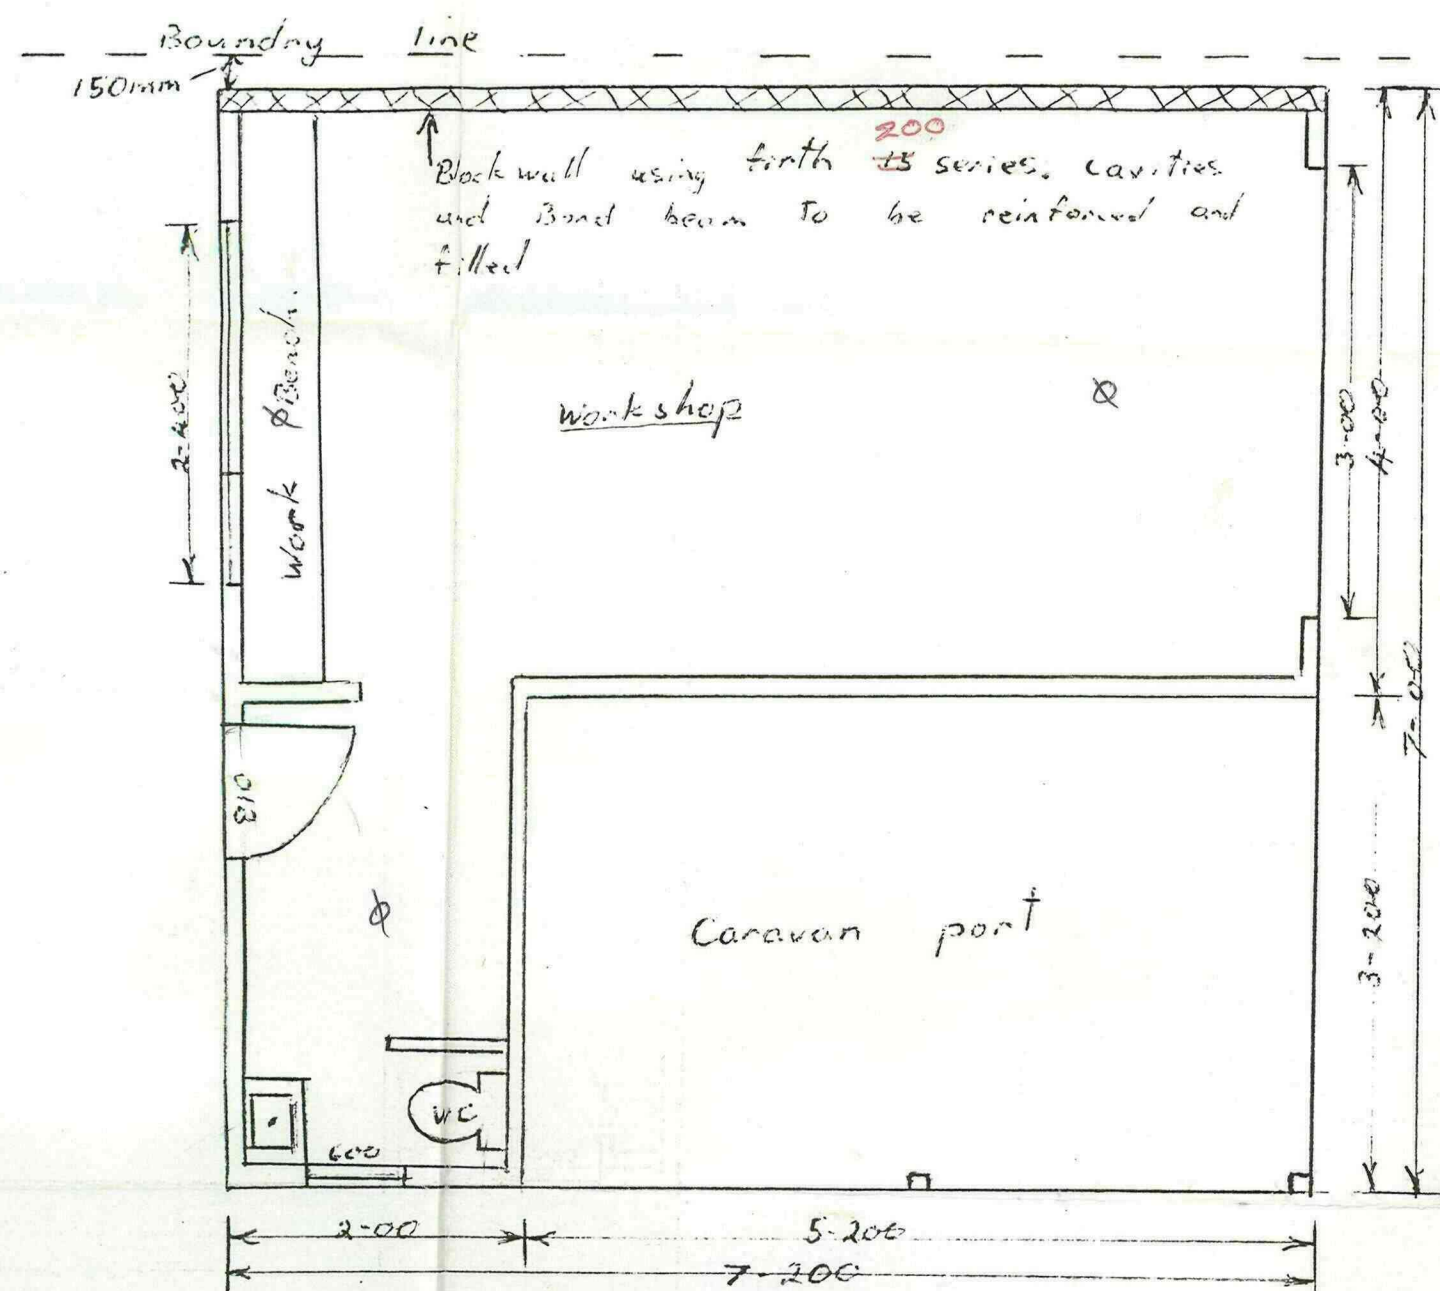 Boundry line
150mm
200
Block wall using firth 15 series. Cavities
and Bond beam to be reinforced and
filled
2-400
Work Bench.
Workshop
3-00
4-00
7-00
810
Caravan port
3-200
WC
600
2-00
5-200
7-200